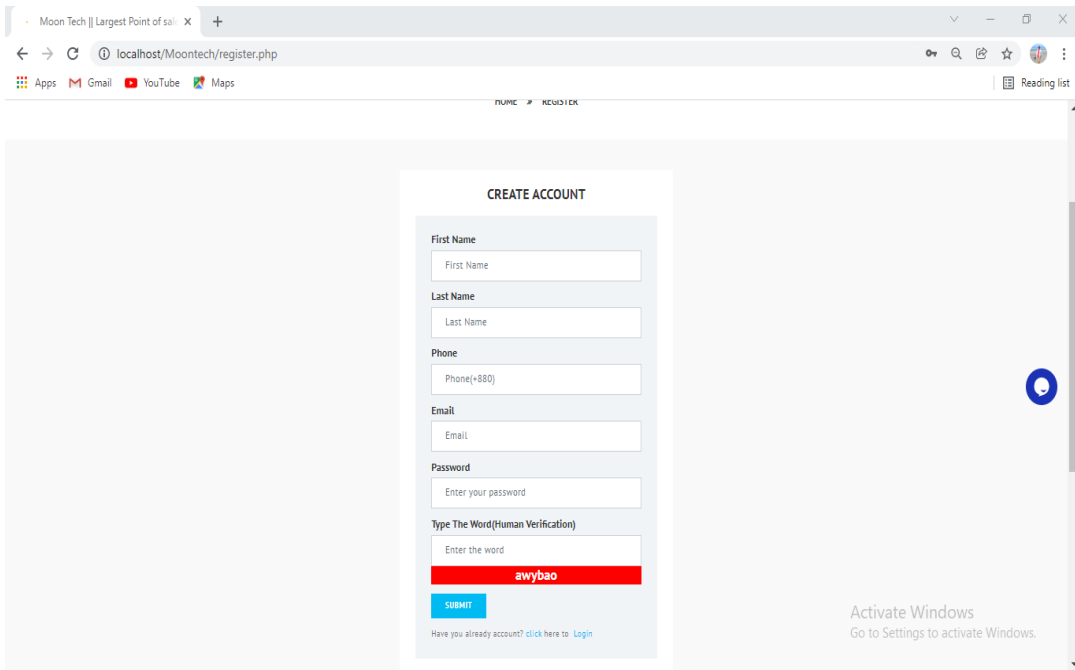 Moon Tech || Largest Point of sal
localhost/Moontech/register.php
Apps Gmail YouTube Maps Reading list
HOME » REGISTER
CREATE ACCOUNT
First Name
First Name
Last Name
Last Name
Phone
Phone(+880)
Email
Email
Password
Enter your password
Type The Word(Human Verification)
Enter the word
awybao
SUBMIT
Have you already account? click here to Login
Activate Windows
Go to Settings to activate Windows.